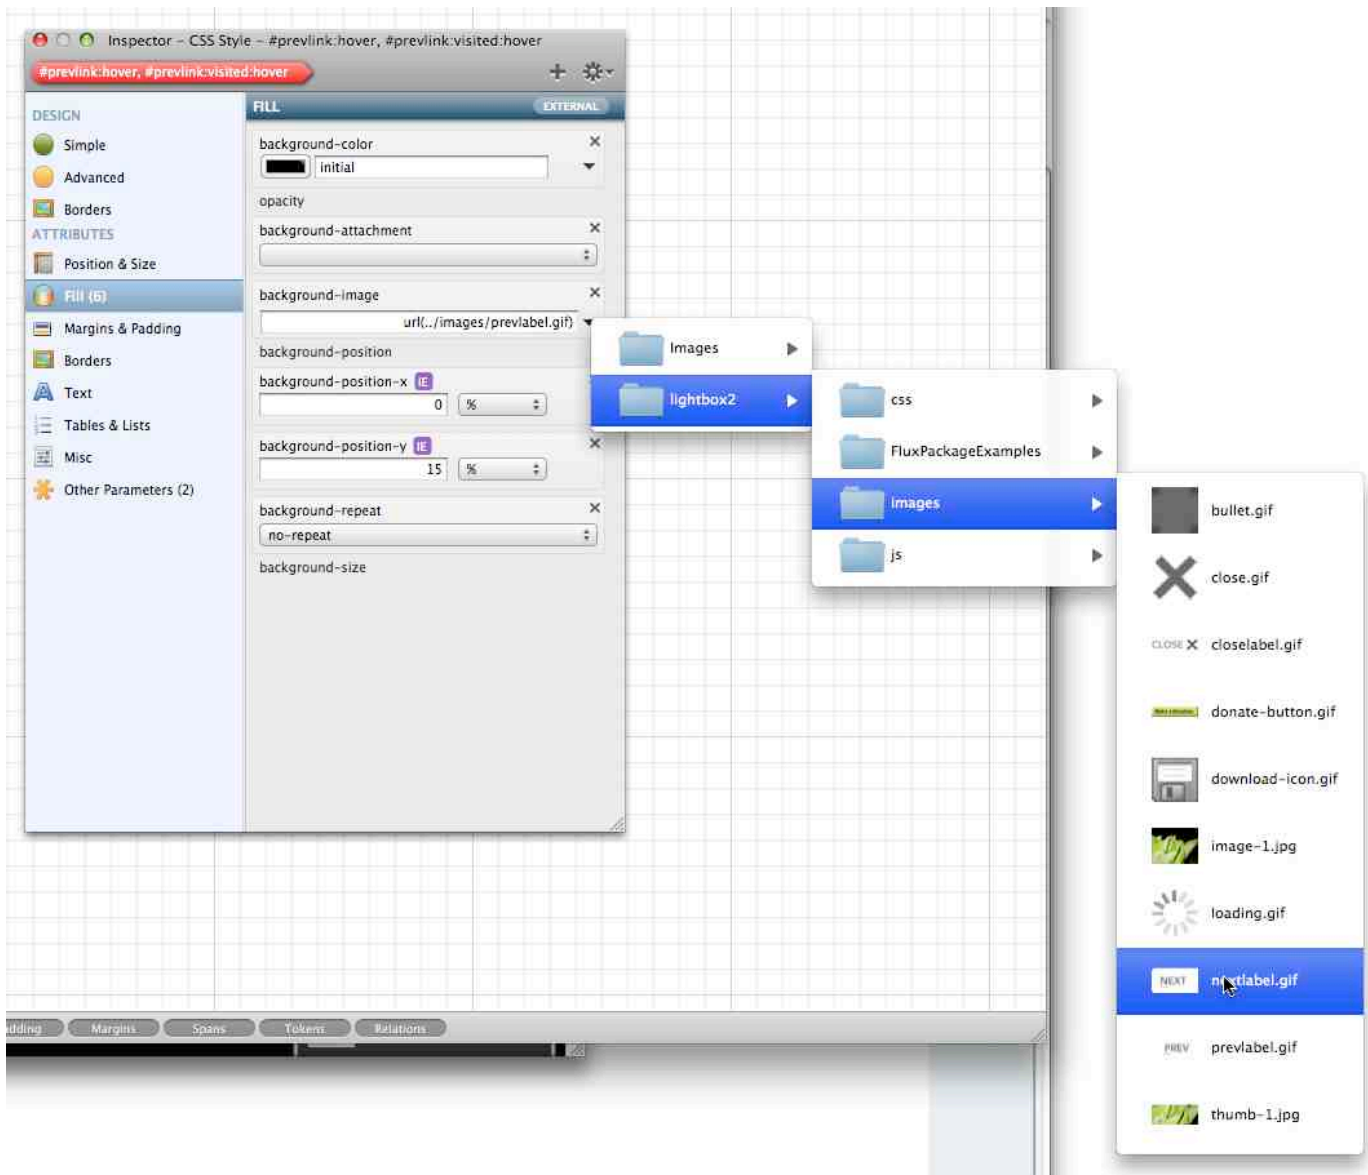 Inspector – CSS Style – #prevlink:hover, #prevlink:visited:hover
#prevlink:hover, #prevlink:visited:hover
DESIGN
Simple
Advanced
Borders
ATTRIBUTES
Position & Size
Fill (6)
Margins & Padding
Borders
Text
Tables & Lists
Misc
Other Parameters (2)
FILL
EXTERNAL
background-color
initial
opacity
background-attachment
background-image
url(../images/prevlabel.gif)
background-position
background-position-x IE
0 %
background-position-y IE
15 %
background-repeat
no-repeat
background-size
Images
lightbox2
css
FluxPackageExamples
images
js
bullet.gif
close.gif
CLOSE X closelabel.gif
donate-button.gif
download-icon.gif
image-1.jpg
loading.gif
NEXT nextlabel.gif
PREV prevlabel.gif
thumb-1.jpg
Margins
Spans
Tokens
Relations